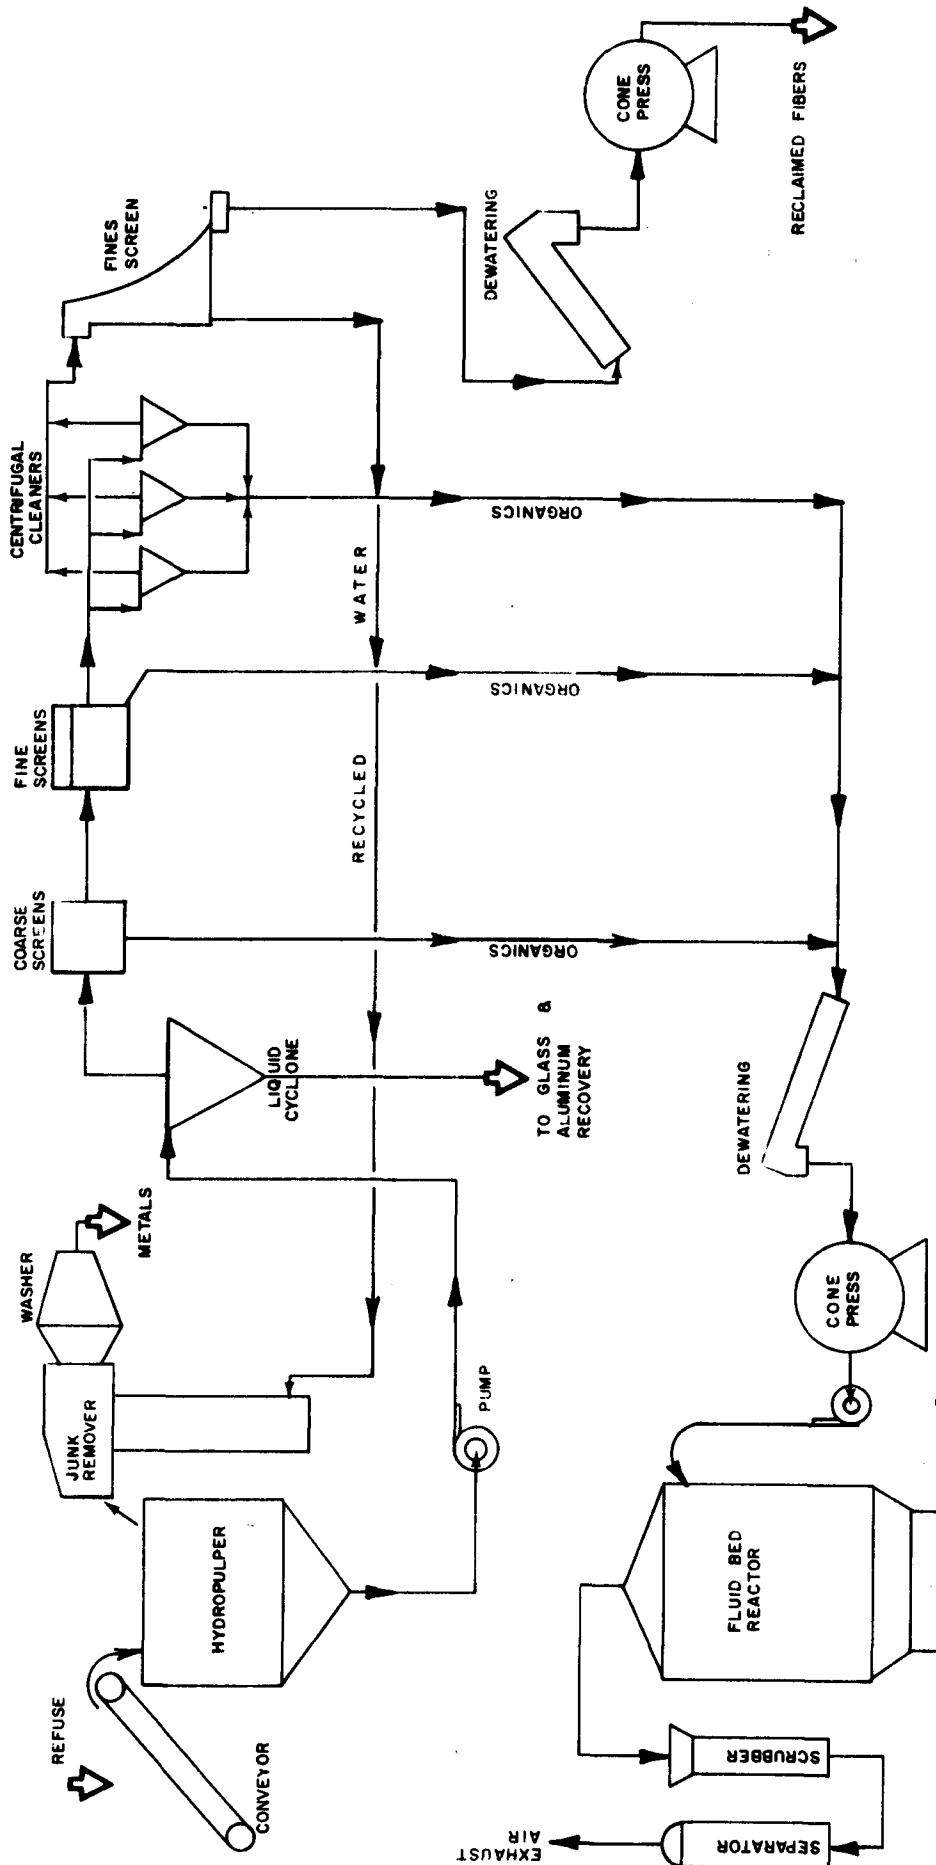 REFUSE
CONVEYOR
HYDROPULPER
JUNK
REMOVER
WASHER
METALS
PUMP
LIQUID
CYCLONE
TO GLASS &
ALUMINUM
RECOVERY
COARSE
SCREENS
FINE
SCREENS
CENTRIFUGAL
CLEANERS
FINES
SCREEN
RECYCLED WATER
ORGANICS
ORGANICS
ORGANICS
DEWATERING
CONE
PRESS
RECLAIMED FIBERS
DEWATERING
CONE
PRESS
FLUID BED
REACTOR
SCRUBBER
SEPARATOR
EXHAUST
AIR